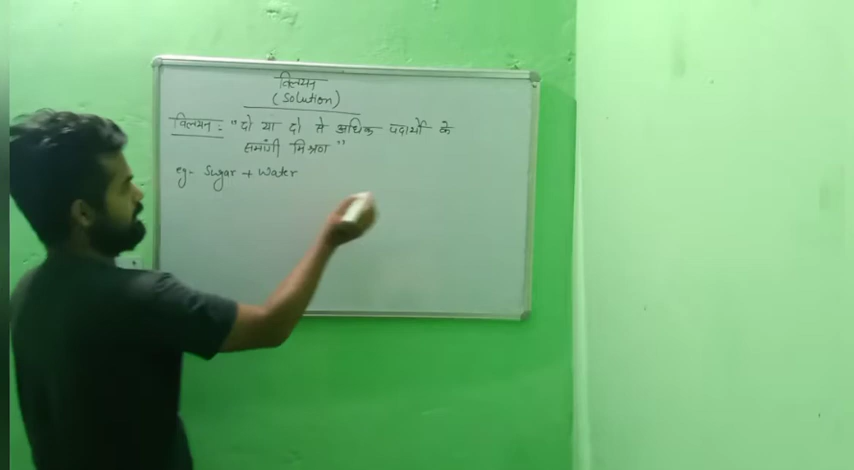 विलयन
(Solution)
विलयन : "दो या दो से अधिक पदार्थो के
समांगी मिश्रण"
eg- Sugar + Water